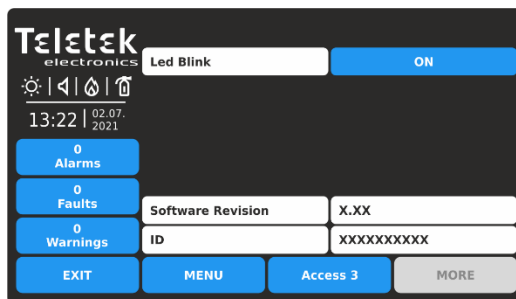 Teletek
electronics
Led Blink ON
13:22 02.07.
2021
0
Alarms
0
Faults
Software Revision X.XX
0
Warnings
ID XXXXXXXXXX
EXIT MENU Access 3 MORE